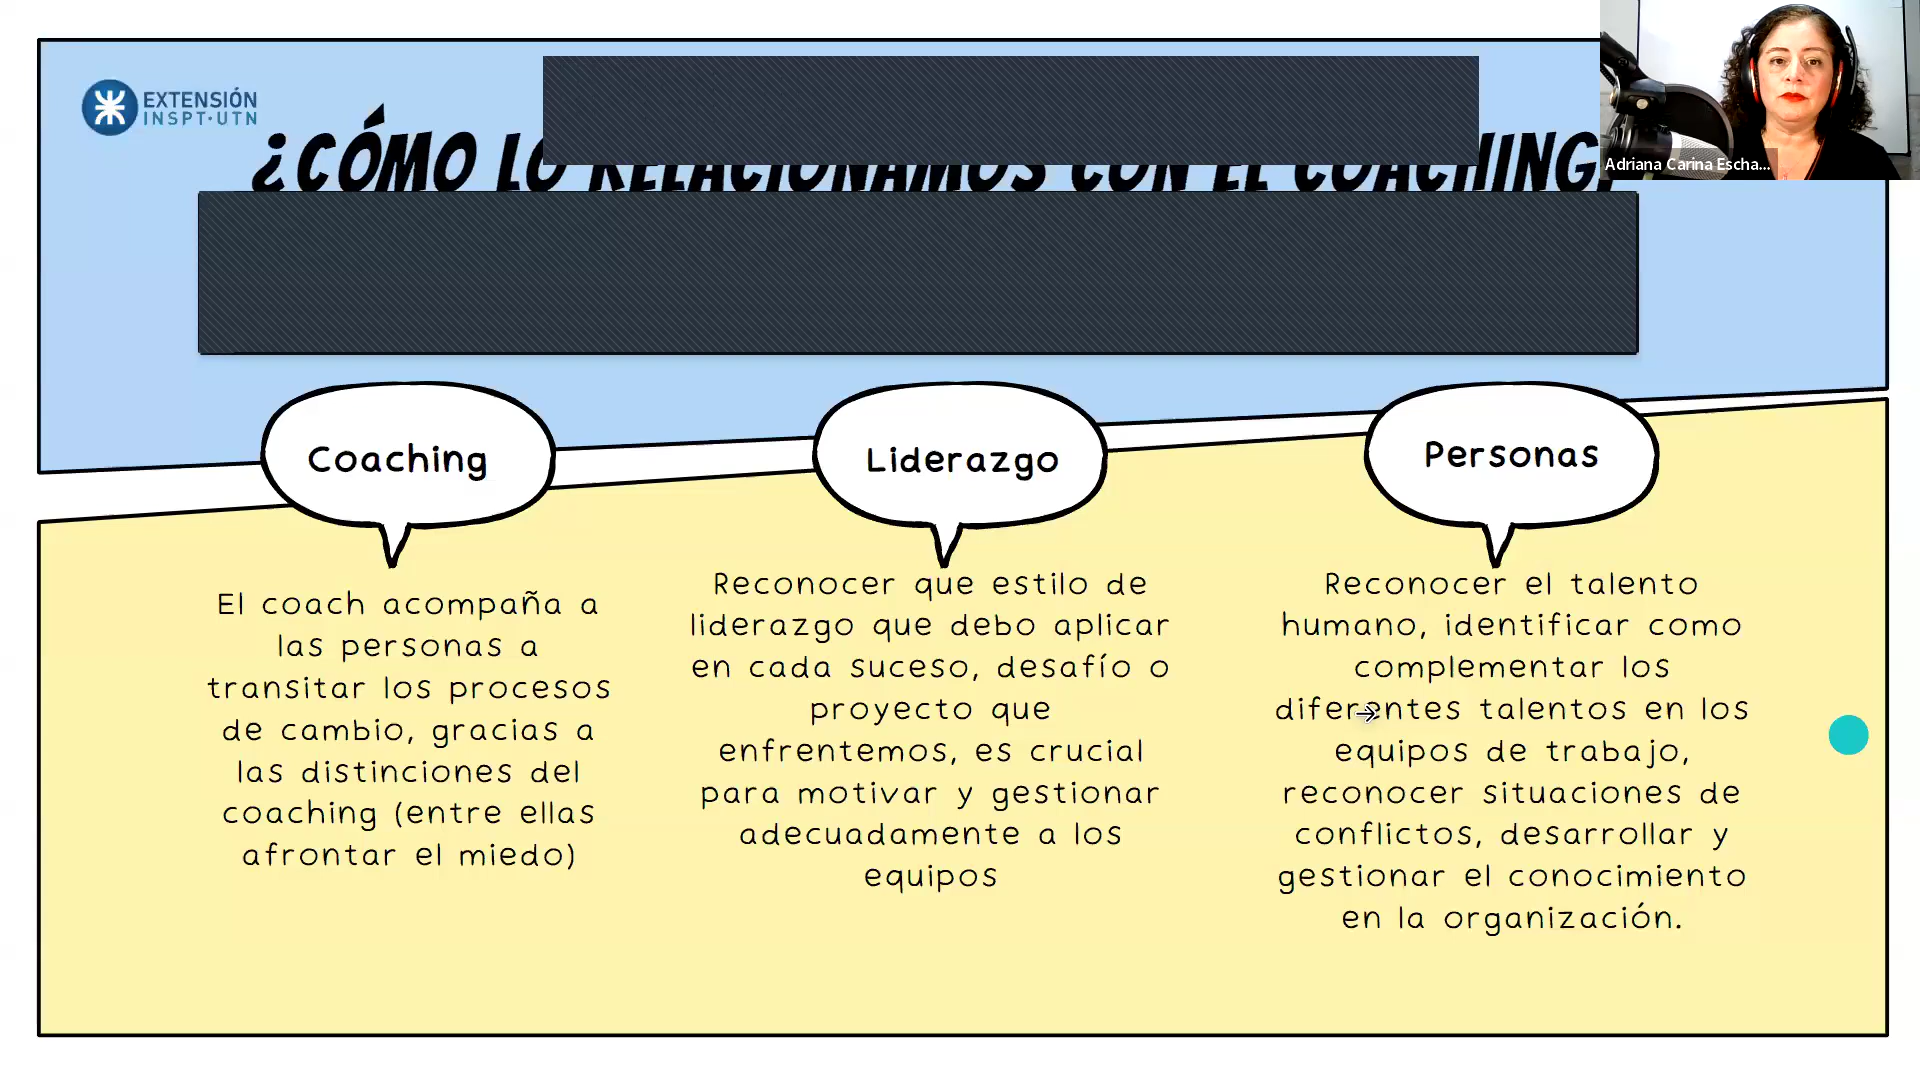 EXTENSIÓN
INSPT·UTN
¿CÓMO LO RELACIONAMOS CON EL COACHING?
Adriana Carina Escha...
Coaching
El coach acompaña a
las personas a
transitar los procesos
de cambio, gracias a
las distinciones del
coaching (entre ellas
afrontar el miedo)
Liderazgo
Reconocer que estilo de
liderazgo que debo aplicar
en cada suceso, desafío o
proyecto que
enfrentemos, es crucial
para motivar y gestionar
adecuadamente a los
equipos
Personas
Reconocer el talento
humano, identificar como
complementar los
diferentes talentos en los
equipos de trabajo,
reconocer situaciones de
conflictos, desarrollar y
gestionar el conocimiento
en la organización.